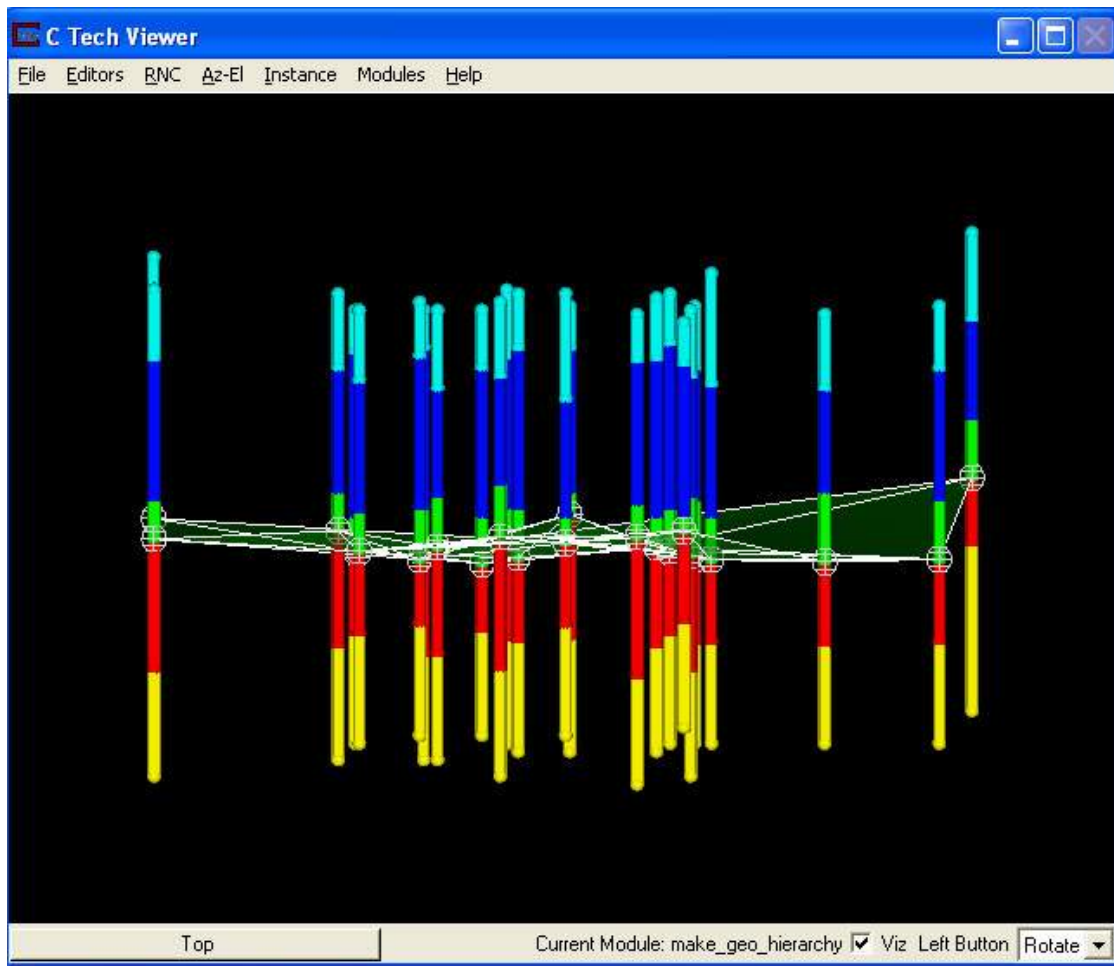 C Tech Viewer
File Editors RNC Az-El Instance Modules Help
Top Current Module: make_geo_hierarchy Viz Left Button Rotate